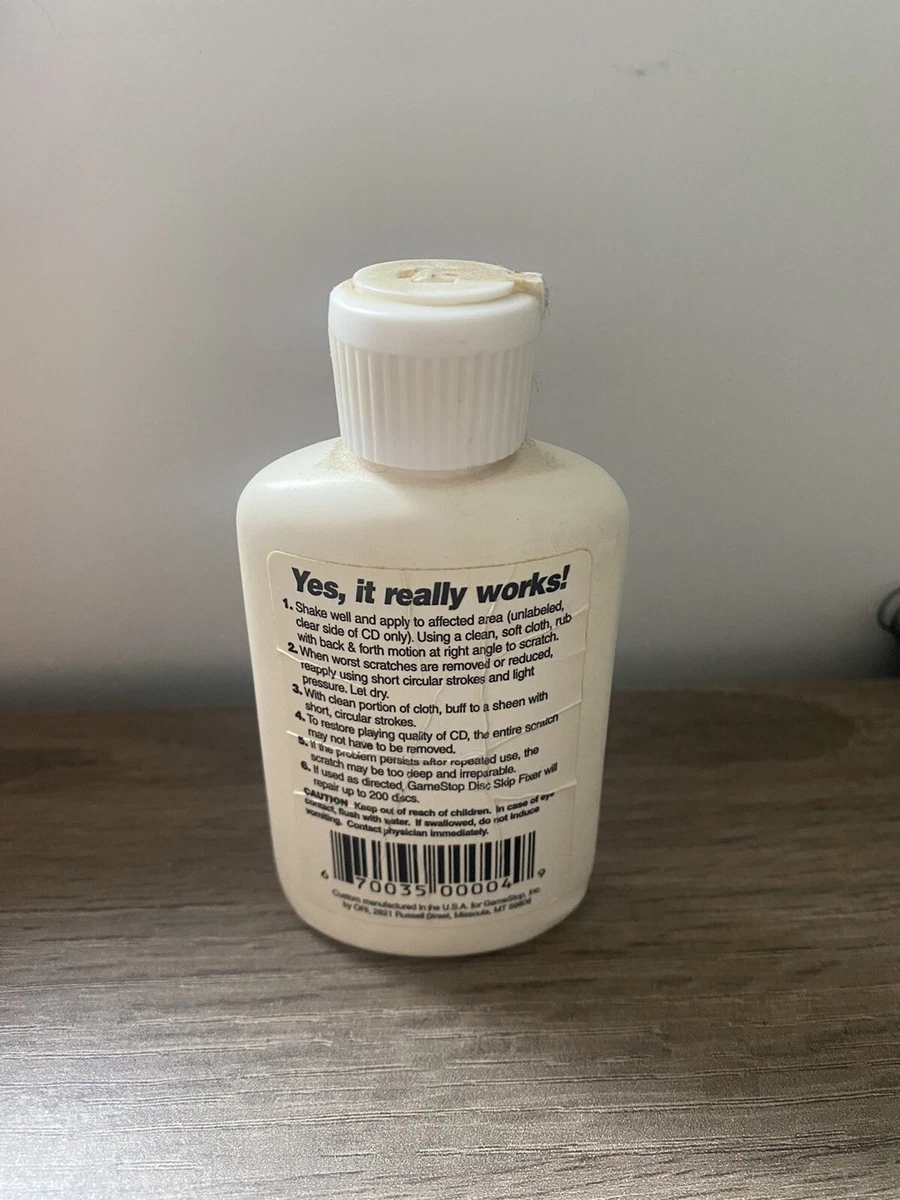 Yes, it really works!
1. Shake well and apply to affected area (unlabeled,
clear side of CD only). Using a clean, soft cloth, rub
with back & forth motion at right angle to scratch.
2. When worst scratches are removed or reduced,
reapply using short circular strokes and light
pressure. Let dry.
3. With clean portion of cloth, buff to a sheen with
short, circular strokes.
4. To restore playing quality of CD, the entire scratch
may not have to be removed.
5. If the problem persists after repeated use, the
scratch may be too deep and irreparable.
6. If used as directed, GameStop Disc Skip Fixer will
repair up to 200 discs.
CAUTION Keep out of reach of children. In case of eye
contact, flush with water. If swallowed, do not induce
vomiting. Contact physician immediately.
6 70035 00004 9
Custom manufactured in the U.S.A. for GameStop, Inc.
by QRI, 2821 Russell Street, Missoula, MT